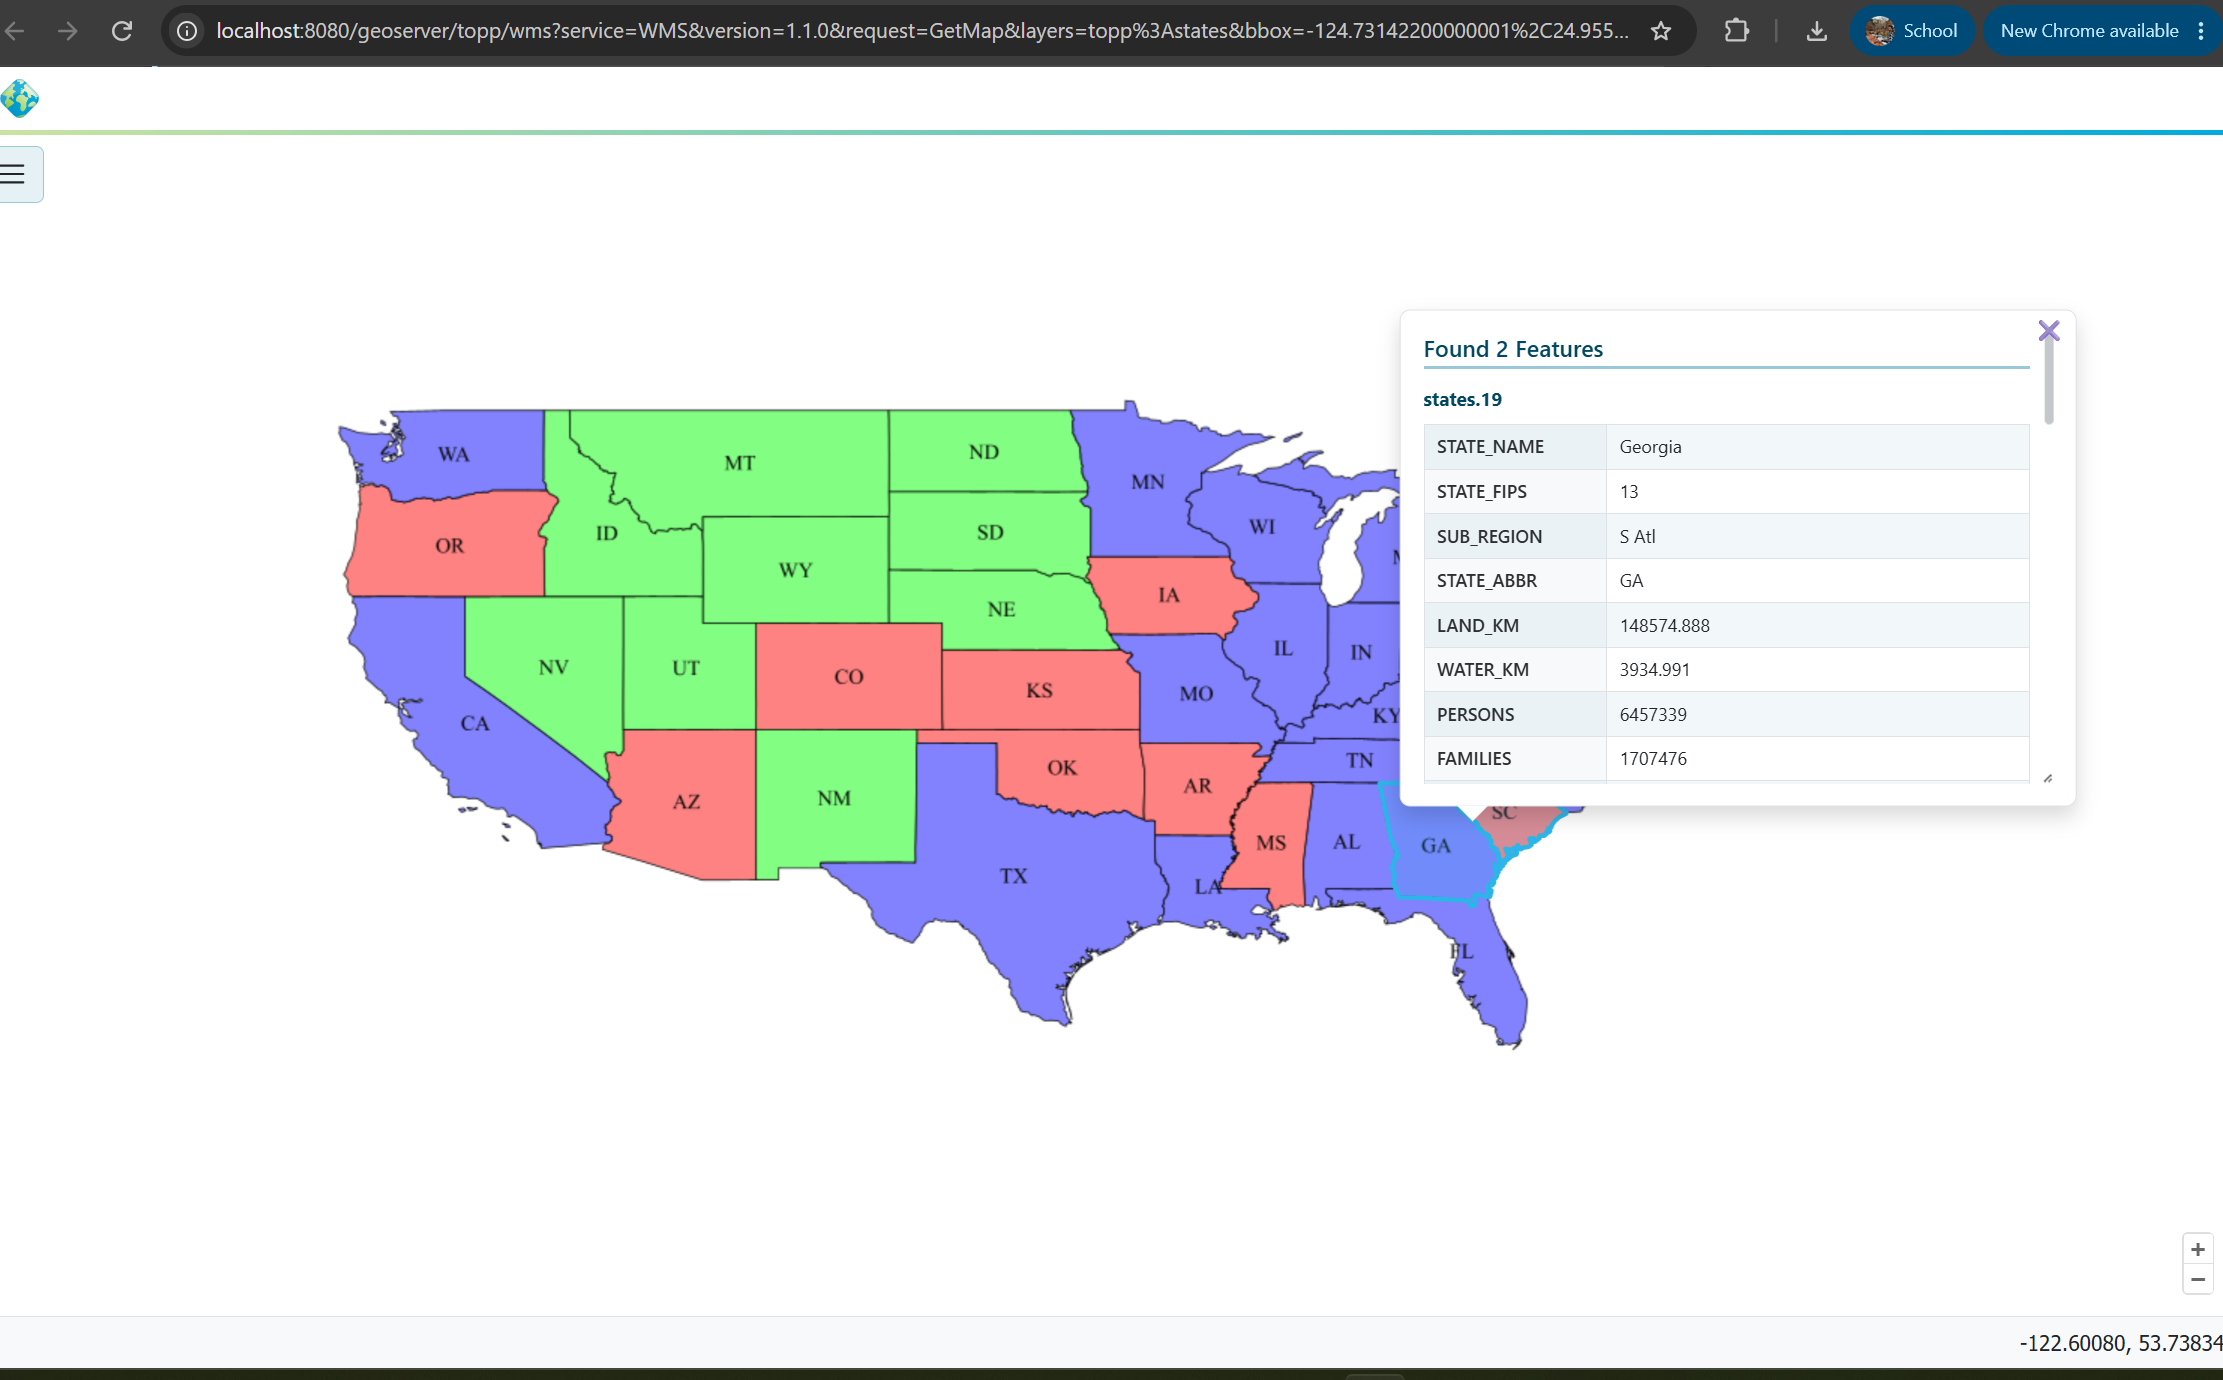 localhost:8080/geoserver/topp/wms?service=WMS&version=1.1.0&request=GetMap&layers=topp%3Astates&bbox=-124.73142200000001%2C24.955...
School
New Chrome available
Found 2 Features
states.19
STATE_NAME Georgia
STATE_FIPS 13
SUB_REGION S Atl
STATE_ABBR GA
LAND_KM 148574.888
WATER_KM 3934.991
PERSONS 6457339
FAMILIES 1707476
WA
MT
ND
MN
OR
ID
SD
WI
WY
IA
NE
NV
UT
CO
KS
IL
IN
MO
KY
CA
AZ
NM
OK
AR
TN
TX
LA
MS
AL
GA
SC
FL
+
−
-122.60080, 53.73834